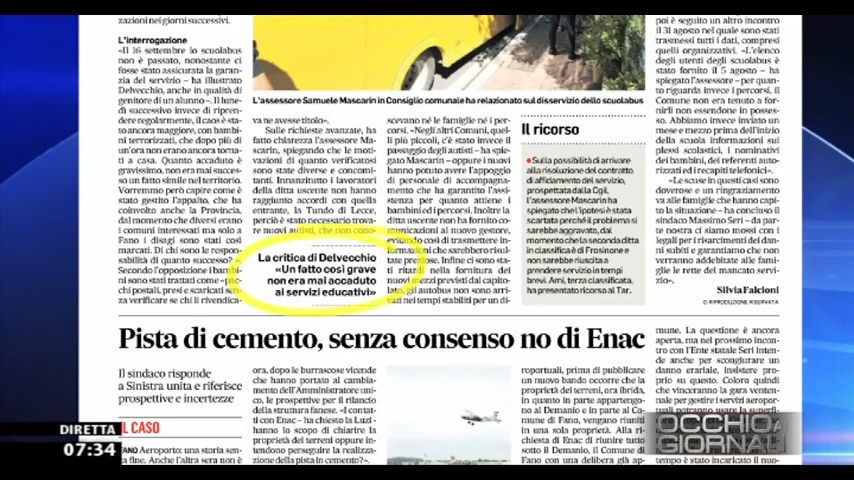 zazioni nei giorni successivi.
L'interrogazione
«Il 16 settembre lo scuolabus
non è passato, nonostante ci
fosse stata assicurata la garan-
zia del servizio – ha illustrato
Delvecchio, anche in qualità di
genitore di un alunno–. Il lune-
dì successivo invece di ripren-
dere regolarmente, il caos è sta-
to ancora maggiore, con bambi-
ni terrorizzati, che dopo più di
un'ora non erano ancora torna-
ti a casa. Quanto accaduto è
gravissimo, non era mai succes-
so un fatto simile nel territorio.
Vorremmo però capire come è
stato gestito l'appalto, che ha
coinvolto anche la Provincia,
dal momento che diversi erano
i comuni interessati ma solo a
Fano i disagi sono stati così
marcati. Di chi sono le respon-
sabilità di quanto successo?
Secondo l'opposizione i bambi-
ni sono stati trattati come
postali, presi e scaricati sen-
za verificare se chi li rivendica-
L'assessore Samuele Mascarin in Consiglio comunale ha relazionato sul disservizio dello scuolabus
va ne avesse titolo».
Sulle richieste avanzate, ha
fatto chiarezza l'assessore Ma-
scarin, spiegando che le mo-
tivazioni di quanto verificatosi
sono state diverse e concomi-
tanti. Innanzitutto i lavoratori
della ditta uscente non hanno
raggiunto accordi con quella
entrante, la Tundo di Lecce,
perciò è stato necessario trova-
re nuovi autisti, che non cono-
La critica di Delvecchio
«Un fatto così grave
non era mai accaduto
ai servizi educativi»
scevano né le famiglie né i per-
corsi. «Negli altri Comuni, quel-
li più piccoli, c'è stato invece il
passaggio degli autisti – ha spie-
gato Mascarin – oppure i nuovi
hanno potuto avere l'appoggio
di personale di accompagna-
mento che ha garantito l'assi-
stenza per quanto attiene i
bambini ed i percorsi. Inoltre la
ditta uscente non ha fornito co-
municazioni al nuovo gestore,
evitando così di trasmettere in-
formazioni che sarebbero risul-
tate preziose. Infine ci sono sta-
ti ritardi nella fornitura dei
nuovi mezzi previsti dal capito-
lato, gli autobus non sono arri-
vati nei tempi stabiliti per un di-
Il ricorso
Sulla possibilità di arrivare
alla risoluzione del contratto
di affidamento del servizio,
prospettata dalla Cgil,
l'assessore Mascarin ha
spiegato che l'ipotesi è stata
scartata perché il problema si
sarebbe aggravato, dal
momento che la seconda ditta
in classifica è di Frosinone e
non sarebbe riuscita a
prendere servizio in tempi
brevi. Ami, terza classificata,
ha presentato ricorso al Tar.
poi è seguito un altro incontro
il 31 agosto nel quale sono stati
trasmessi tutti i dati, compresi
quelli organizzativi. «L'elenco
degli utenti degli scuolabus è
stato fornito il 5 agosto – ha
spiegato l'assessore – per quan-
to riguarda invece i percorsi, il
Comune non era tenuto a for-
nirli non essendone in posses-
so. Abbiamo invece inviato un
mese e mezzo prima dell'inizio
della scuola informazioni sui
plessi scolastici, i nominativi
dei bambini, dei referenti auto-
rizzati ed i recapiti telefonici».
«Le scuse in questi casi sono
doverose e un ringraziamento
va alle famiglie che hanno capi-
to la situazione – ha concluso il
sindaco Massimo Seri – da par-
te nostra ci siamo mossi con i
legali per i risarcimenti dei dan-
ni subiti e garantiamo che non
verranno addebitate alle fami-
glie le rette del mancato servi-
zio».
Silvia Falcioni
© RIPRODUZIONE RISERVATA
Pista di cemento, senza consenso no di Enac
Il sindaco risponde
a Sinistra unita e riferisce
prospettive e incertezze
IL CASO
FANO Aeroporto: una storia sen-
za fine. Anche l'altra sera non è
ora, dopo le burrascose vicende
che hanno portato al cambia-
mento dell'Amministratore uni-
co, le prospettive per il rilancio
della struttura fanese. «I contat-
ti con Enac – ha chiesto la Luzi-
hanno lo scopo di chiarire la
proprietà dei terreni oppure in-
tendono perseguire la realizza-
zione della pista in cemento?».
roportuali, prima di pubblicare
un nuovo bando occorre che la
proprietà dei terreni, ora ibrida,
in quanto in parte appartengo-
no al Demanio e in parte al Co-
mune di Fano, vengano riuniti
in una sola proprietà. Alla ri-
chiesta di Enac di riunire tutto
sotto il Demanio, il Comune di
Fano con una delibera già ap-
mune. La questione è ancora
aperta, ma nel prossimo incon-
tro con l'Ente statale Seri inten-
de anche per scongiurare un
danno erariale, insistere pro-
prio su questo. Coloro quindi
che vinceranno la gara venten-
nale per gestire i servizi aeropor-
tuali potranno usare la superfi-
tempo è stato incaricato il nuo-
DIRETTA
07:34
OCCHIO
GIORNALI